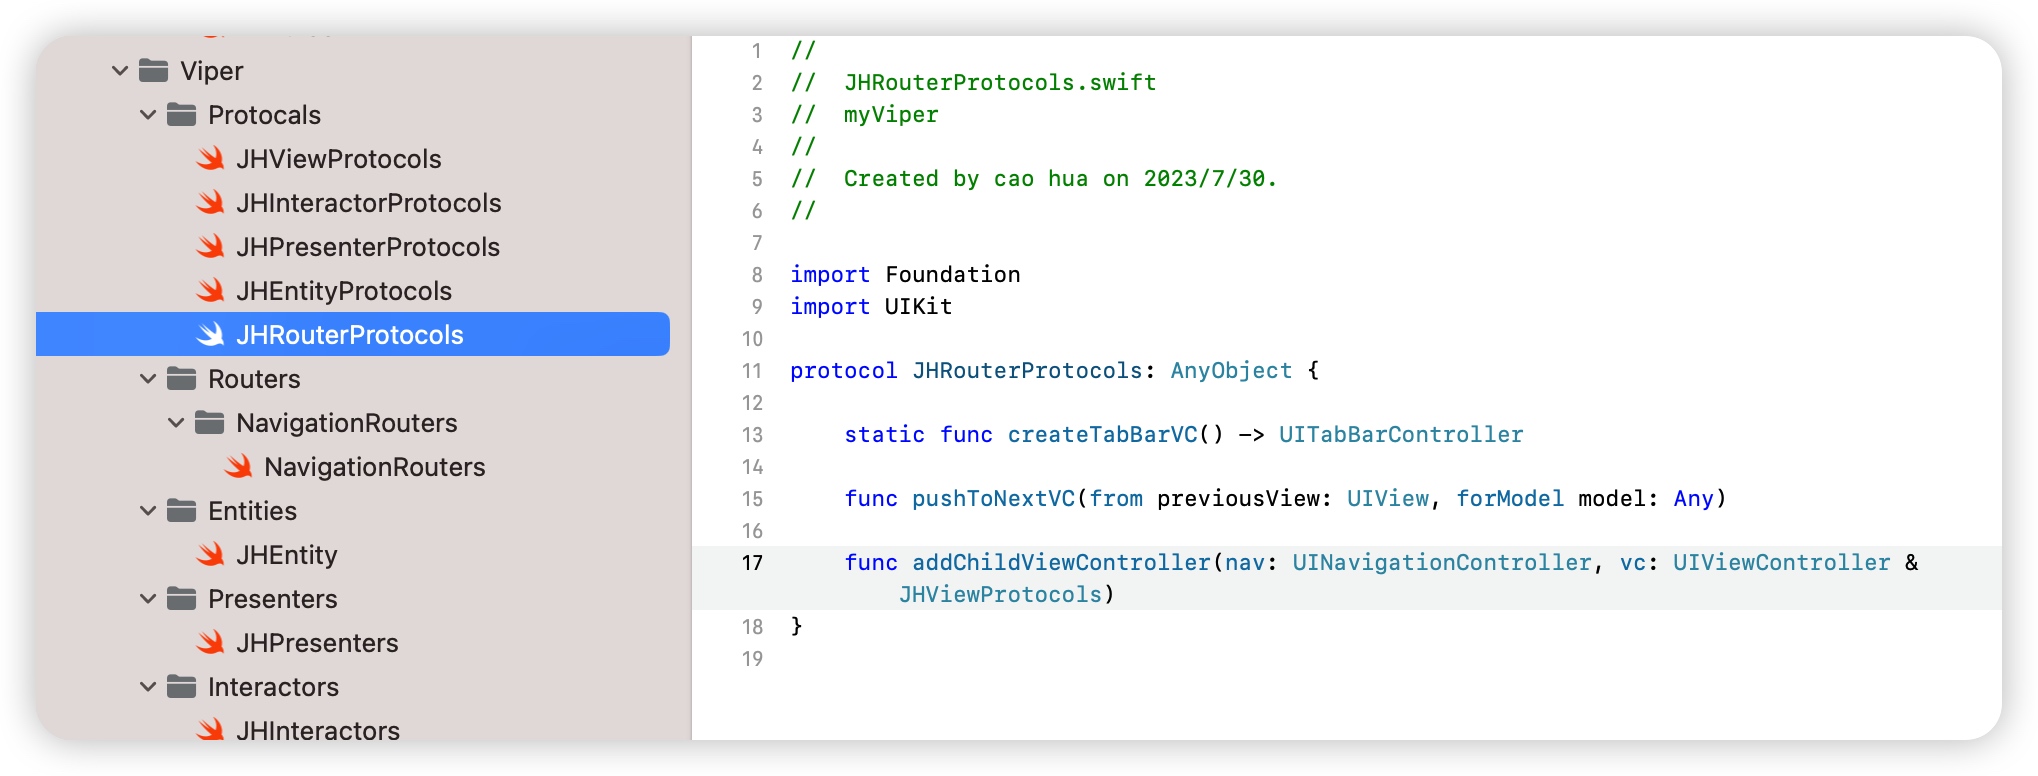 Viper
Protocals
JHViewProtocols
JHInteractorProtocols
JHPresenterProtocols
JHEntityProtocols
JHRouterProtocols
Routers
NavigationRouters
NavigationRouters
Entities
JHEntity
Presenters
JHPresenters
Interactors
JHInteractors
1 //
2 //  JHRouterProtocols.swift
3 //  myViper
4 //
5 //  Created by cao hua on 2023/7/30.
6 //
7
8 import Foundation
9 import UIKit
10
11 protocol JHRouterProtocols: AnyObject {
12
13     static func createTabBarVC() -> UITabBarController
14
15     func pushToNextVC(from previousView: UIView, forModel model: Any)
16
17     func addChildViewController(nav: UINavigationController, vc: UIViewController &
JHViewProtocols)
18 }
19